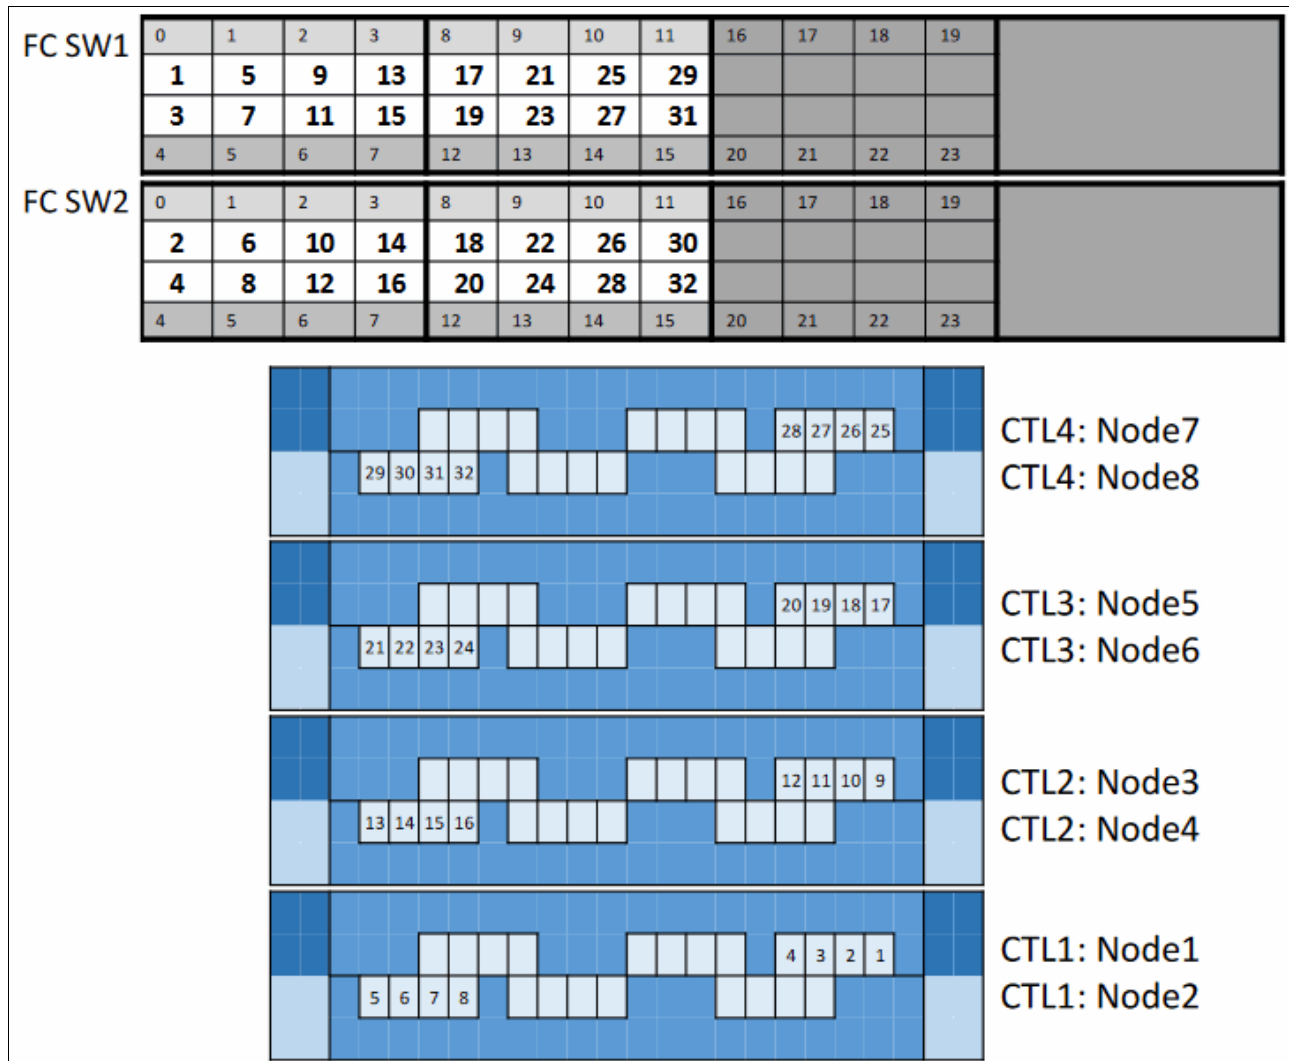 FC SW1 0 1 2 3 8 9 10 11 16 17 18 19
1 5 9 13 17 21 25 29
3 7 11 15 19 23 27 31
4 5 6 7 12 13 14 15 20 21 22 23
FC SW2 0 1 2 3 8 9 10 11 16 17 18 19
2 6 10 14 18 22 26 30
4 8 12 16 20 24 28 32
4 5 6 7 12 13 14 15 20 21 22 23
28 27 26 25 CTL4: Node7
29 30 31 32 CTL4: Node8
20 19 18 17 CTL3: Node5
21 22 23 24 CTL3: Node6
12 11 10 9 CTL2: Node3
13 14 15 16 CTL2: Node4
4 3 2 1 CTL1: Node1
5 6 7 8 CTL1: Node2